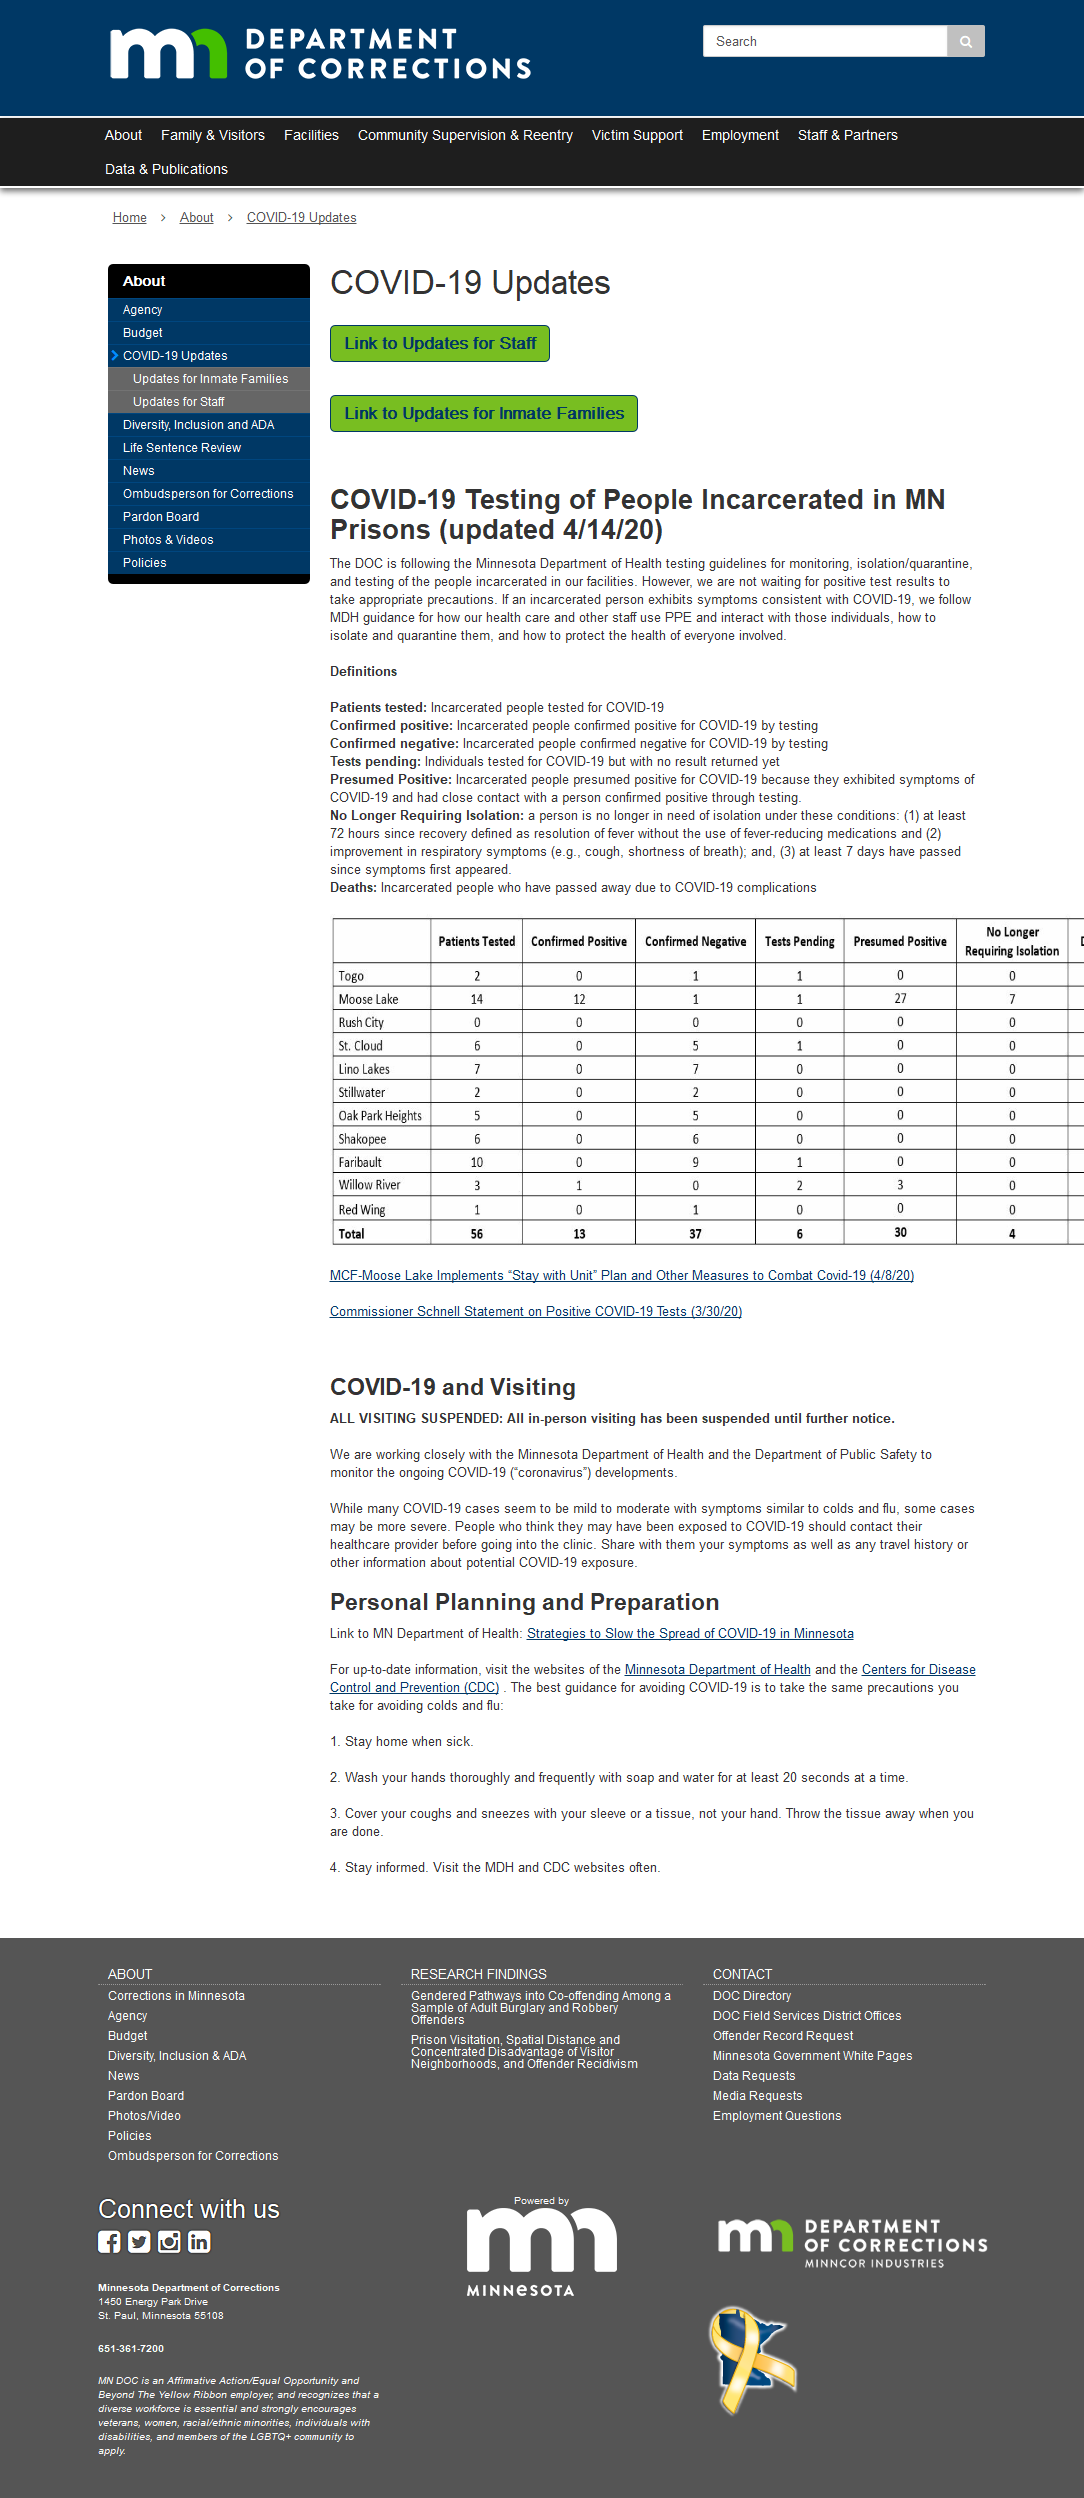 mn DEPARTMENT
OF CORRECTIONS
Search
About Family & Visitors Facilities Community Supervision & Reentry Victim Support Employment Staff & Partners
Data & Publications
Home > About > COVID-19 Updates
About
Agency
Budget
COVID-19 Updates
Updates for Inmate Families
Updates for Staff
Diversity, Inclusion and ADA
Life Sentence Review
News
Ombudsperson for Corrections
Pardon Board
Photos & Videos
Policies
COVID-19 Updates
Link to Updates for Staff
Link to Updates for Inmate Families
COVID-19 Testing of People Incarcerated in MN
Prisons (updated 4/14/20)
The DOC is following the Minnesota Department of Health testing guidelines for monitoring, isolation/quarantine,
and testing of the people incarcerated in our facilities. However, we are not waiting for positive test results to
take appropriate precautions. If an incarcerated person exhibits symptoms consistent with COVID-19, we follow
MDH guidance for how our health care and other staff use PPE and interact with those individuals, how to
isolate and quarantine them, and how to protect the health of everyone involved.
Definitions
Patients tested: Incarcerated people tested for COVID-19
Confirmed positive: Incarcerated people confirmed positive for COVID-19 by testing
Confirmed negative: Incarcerated people confirmed negative for COVID-19 by testing
Tests pending: Individuals tested for COVID-19 but with no result returned yet
Presumed Positive: Incarcerated people presumed positive for COVID-19 because they exhibited symptoms of
COVID-19 and had close contact with a person confirmed positive through testing.
No Longer Requiring Isolation: a person is no longer in need of isolation under these conditions: (1) at least
72 hours since recovery defined as resolution of fever without the use of fever-reducing medications and (2)
improvement in respiratory symptoms (e.g., cough, shortness of breath); and, (3) at least 7 days have passed
since symptoms first appeared.
Deaths: Incarcerated people who have passed away due to COVID-19 complications
Patients Tested Confirmed Positive Confirmed Negative Tests Pending Presumed Positive No Longer Requiring Isolation
Togo 2 0 1 1 0 0
Moose Lake 14 12 1 1 27 7
Rush City 0 0 0 0 0 0
St. Cloud 6 0 5 1 0 0
Lino Lakes 7 0 7 0 0 0
Stillwater 2 0 2 0 0 0
Oak Park Heights 5 0 5 0 0 0
Shakopee 6 0 6 0 0 0
Faribault 10 0 9 1 0 0
Willow River 3 1 0 2 3 0
Red Wing 1 0 1 0 0 0
Total 56 13 37 6 30 4
MCF-Moose Lake Implements “Stay with Unit” Plan and Other Measures to Combat Covid-19 (4/8/20)
Commissioner Schnell Statement on Positive COVID-19 Tests (3/30/20)
COVID-19 and Visiting
ALL VISITING SUSPENDED: All in-person visiting has been suspended until further notice.
We are working closely with the Minnesota Department of Health and the Department of Public Safety to
monitor the ongoing COVID-19 (“coronavirus”) developments.
While many COVID-19 cases seem to be mild to moderate with symptoms similar to colds and flu, some cases
may be more severe. People who think they may have been exposed to COVID-19 should contact their
healthcare provider before going into the clinic. Share with them your symptoms as well as any travel history or
other information about potential COVID-19 exposure.
Personal Planning and Preparation
Link to MN Department of Health: Strategies to Slow the Spread of COVID-19 in Minnesota
For up-to-date information, visit the websites of the Minnesota Department of Health and the Centers for Disease
Control and Prevention (CDC) . The best guidance for avoiding COVID-19 is to take the same precautions you
take for avoiding colds and flu:
1. Stay home when sick.
2. Wash your hands thoroughly and frequently with soap and water for at least 20 seconds at a time.
3. Cover your coughs and sneezes with your sleeve or a tissue, not your hand. Throw the tissue away when you
are done.
4. Stay informed. Visit the MDH and CDC websites often.
ABOUT
Corrections in Minnesota
Agency
Budget
Diversity, Inclusion & ADA
News
Pardon Board
Photos/Video
Policies
Ombudsperson for Corrections
RESEARCH FINDINGS
Gendered Pathways into Co-offending Among a
Sample of Adult Burglary and Robbery
Offenders
Prison Visitation, Spatial Distance and
Concentrated Disadvantage of Visitor
Neighborhoods, and Offender Recidivism
CONTACT
DOC Directory
DOC Field Services District Offices
Offender Record Request
Minnesota Government White Pages
Data Requests
Media Requests
Employment Questions
Connect with us
Minnesota Department of Corrections
1450 Energy Park Drive
St. Paul, Minnesota 55108
651-361-7200
MN DOC is an Affirmative Action/Equal Opportunity and
Beyond The Yellow Ribbon employer, and recognizes that a
diverse workforce is essential and strongly encourages
veterans, women, racial/ethnic minorities, individuals with
disabilities, and members of the LGBTQ+ community to
apply.
Powered by
mn
MINNESOTA
mn DEPARTMENT
OF CORRECTIONS
MINNCOR INDUSTRIES